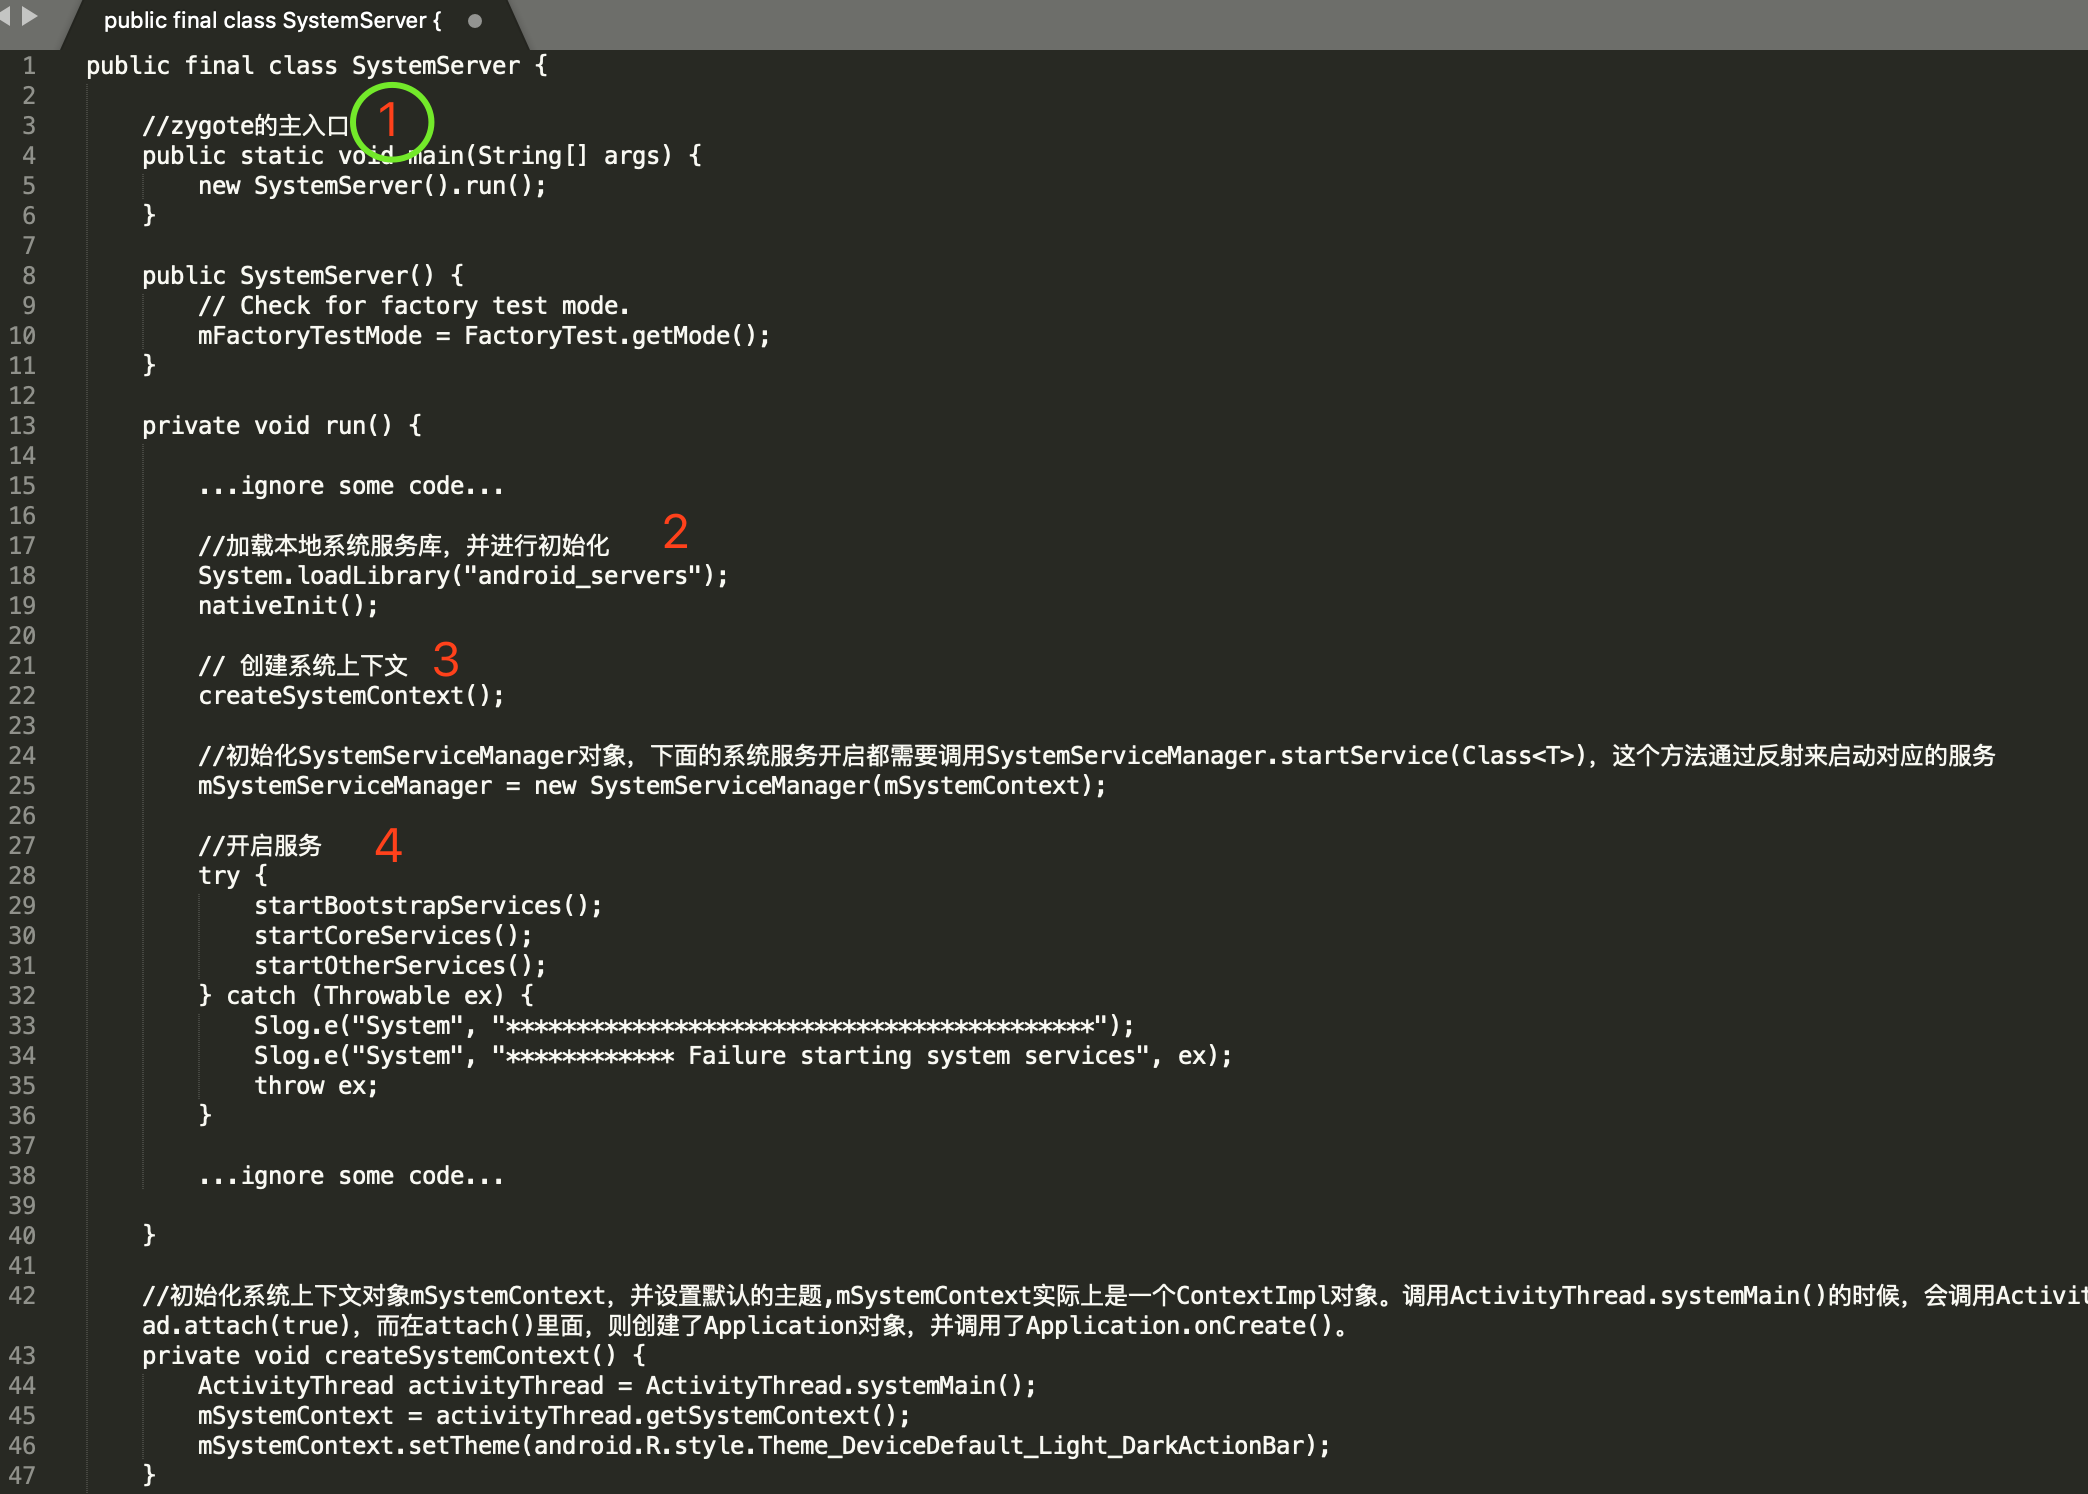 public final class SystemServer {
1 public final class SystemServer {
2
3 //zygote的主入口 1
4 public static void main(String[] args) {
5 new SystemServer().run();
6 }
7
8 public SystemServer() {
9 // Check for factory test mode.
10 mFactoryTestMode = FactoryTest.getMode();
11 }
12
13 private void run() {
14
15 ...ignore some code...
16
17 //加载本地系统服务库，并进行初始化 2
18 System.loadLibrary("android_servers");
19 nativeInit();
20
21 // 创建系统上下文 3
22 createSystemContext();
23
24 //初始化SystemServiceManager对象，下面的系统服务开启都需要调用SystemServiceManager.startService(Class<T>)，这个方法通过反射来启动对应的服务
25 mSystemServiceManager = new SystemServiceManager(mSystemContext);
26
27 //开启服务 4
28 try {
29 startBootstrapServices();
30 startCoreServices();
31 startOtherServices();
32 } catch (Throwable ex) {
33 Slog.e("System", "******************************************");
34 Slog.e("System", "************ Failure starting system services", ex);
35 throw ex;
36 }
37
38 ...ignore some code...
39
40 }
41
42 //初始化系统上下文对象mSystemContext，并设置默认的主题,mSystemContext实际上是一个ContextImpl对象。调用ActivityThread.systemMain()的时候，会调用Activit
ad.attach(true)，而在attach()里面，则创建了Application对象，并调用了Application.onCreate()。
43 private void createSystemContext() {
44 ActivityThread activityThread = ActivityThread.systemMain();
45 mSystemContext = activityThread.getSystemContext();
46 mSystemContext.setTheme(android.R.style.Theme_DeviceDefault_Light_DarkActionBar);
47 }